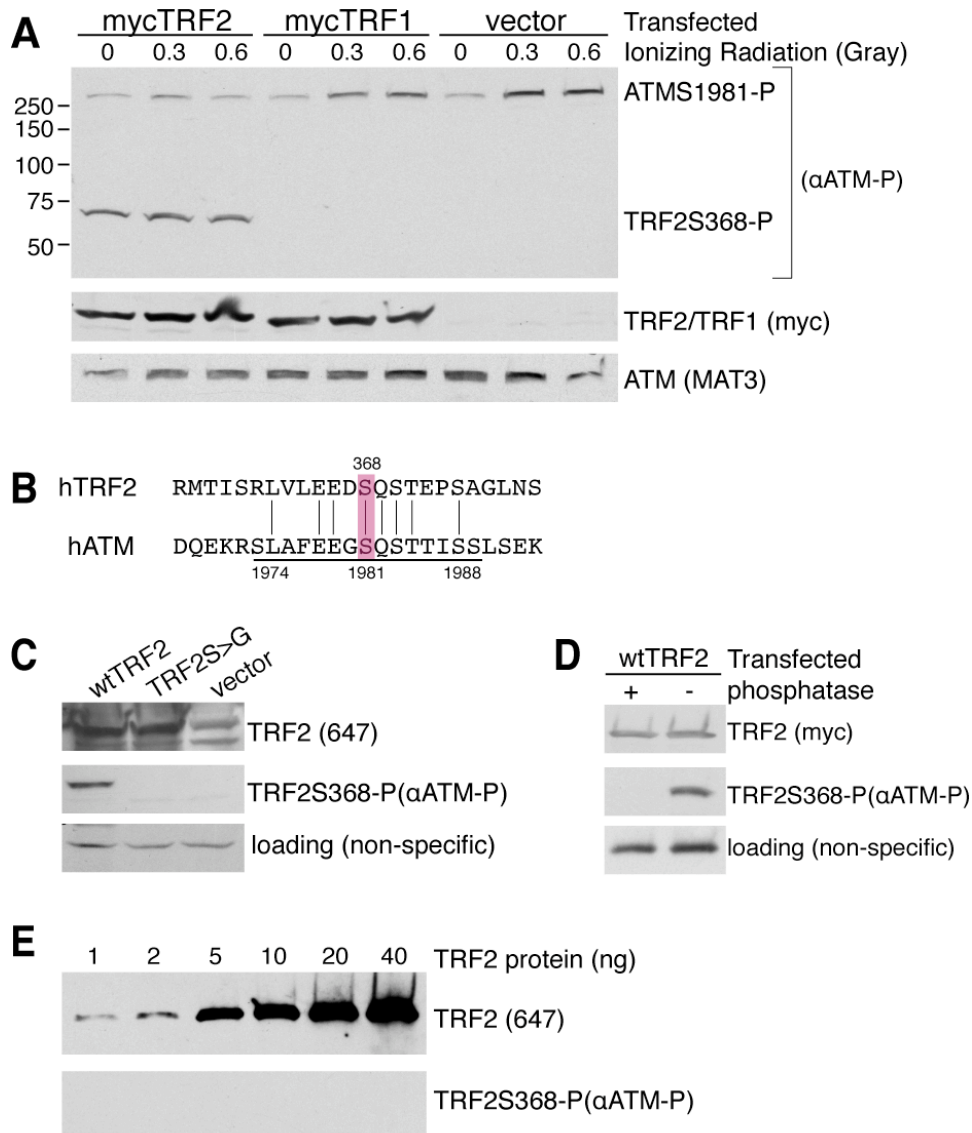 A
mycTRF2 mycTRF1 vector Transfected
0 0.3 0.6 0 0.3 0.6 0 0.3 0.6 Ionizing Radiation (Gray)
ATMS1981-P
250
150
100
(αATM-P)
75
TRF2S368-P
50
TRF2/TRF1 (myc)
ATM (MAT3)
B
368
hTRF2 RMTISRLVLEEDSQSTEPSAGLNS
hATM DQEKRSLAFEEGSQSTTISSLSEK
1974 1981 1988
C
wtTRF2 TRF2S>G vector
TRF2 (647)
TRF2S368-P(αATM-P)
loading (non-specific)
D
wtTRF2 Transfected
+ - phosphatase
TRF2 (myc)
TRF2S368-P(αATM-P)
loading (non-specific)
E
1 2 5 10 20 40 TRF2 protein (ng)
TRF2 (647)
TRF2S368-P(αATM-P)